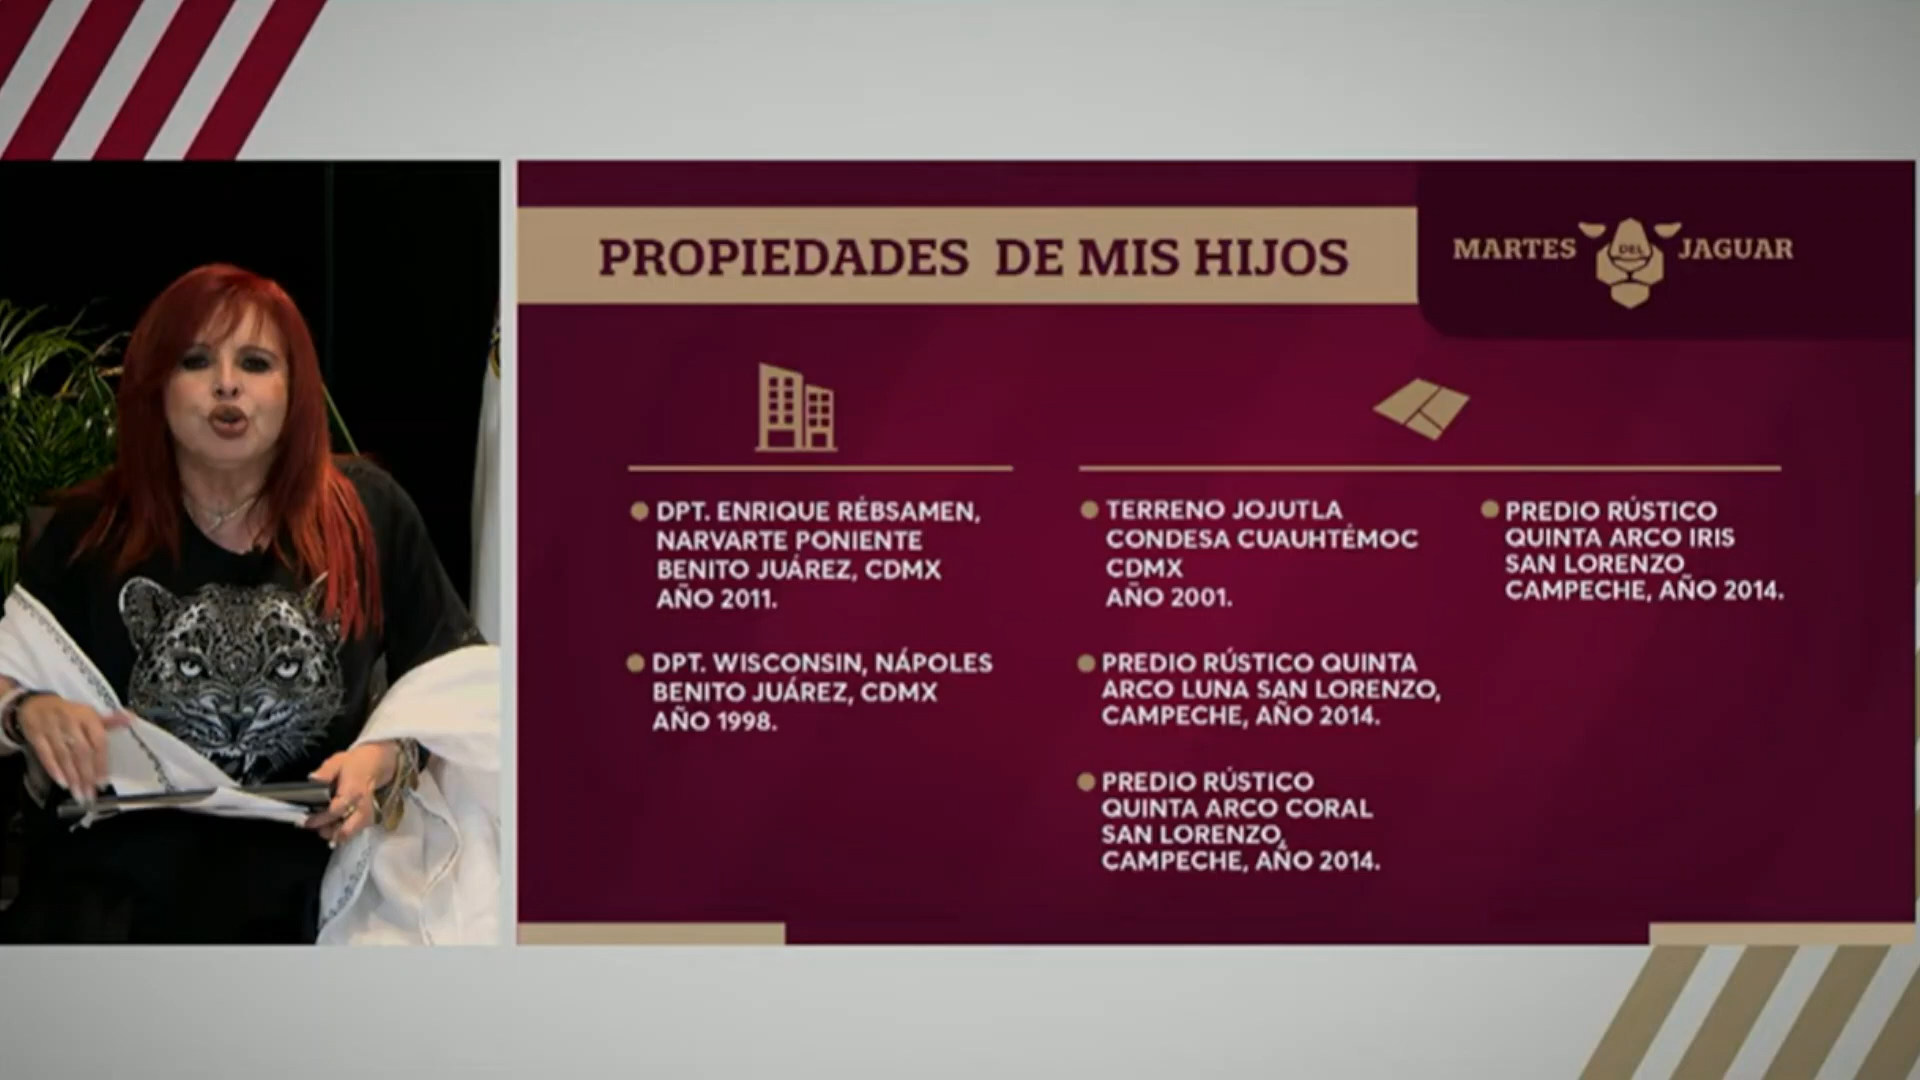 PROPIEDADES DE MIS HIJOS
MARTES DEL JAGUAR
DPT. ENRIQUE RÉBSAMEN,
NARVARTE PONIENTE
BENITO JUÁREZ, CDMX
AÑO 2011.
DPT. WISCONSIN, NÁPOLES
BENITO JUÁREZ, CDMX
AÑO 1998.
TERRENO JOJUTLA
CONDESA CUAUHTÉMOC
CDMX
AÑO 2001.
PREDIO RÚSTICO QUINTA
ARCO LUNA SAN LORENZO,
CAMPECHE, AÑO 2014.
PREDIO RÚSTICO
QUINTA ARCO CORAL
SAN LORENZO,
CAMPECHE, AÑO 2014.
PREDIO RÚSTICO
QUINTA ARCO IRIS
SAN LORENZO
CAMPECHE, AÑO 2014.